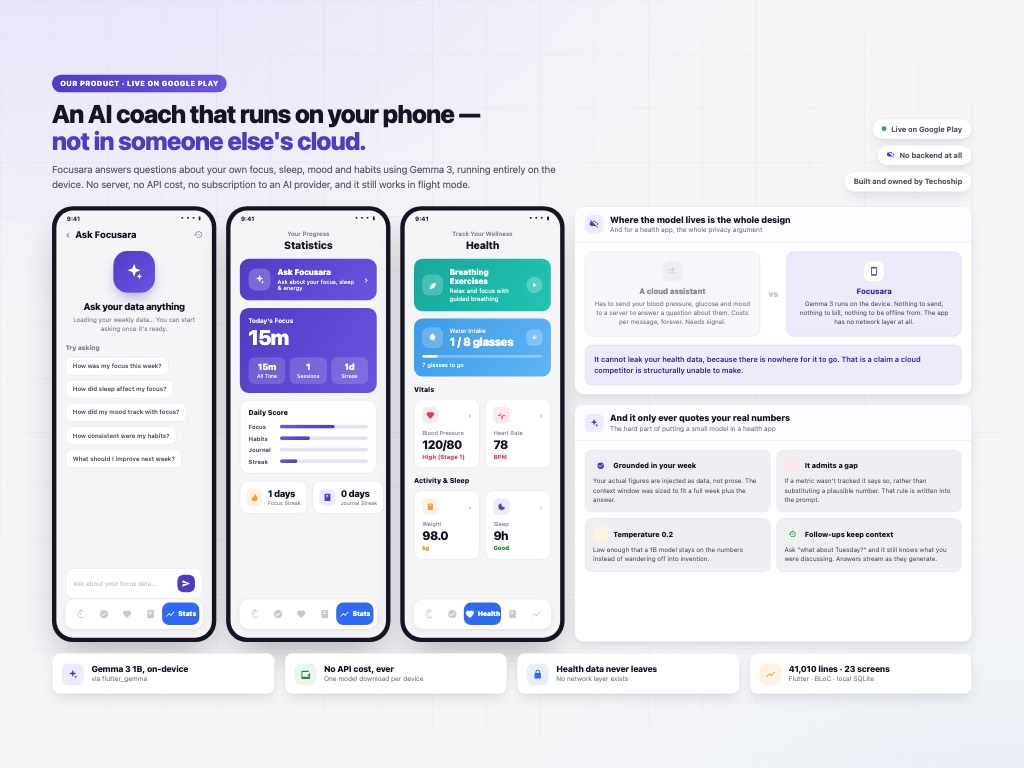 OUR PRODUCT · LIVE ON GOOGLE PLAY
An AI coach that runs on your phone —
not in someone else's cloud.
Focusara answers questions about your own focus, sleep, mood and habits using Gemma 3, running entirely on the
device. No server, no API cost, no subscription to an AI provider, and it still works in flight mode.
Live on Google Play
No backend at all
Built and owned by Techoship
9:41
Ask Focusara
Ask your data anything
Loading your weekly data... You can start
asking once it's ready.
Try asking
How was my focus this week?
How did sleep affect my focus?
How did my mood track with focus?
How consistent were my habits?
What should I improve next week?
Ask about your focus data...
Stats
9:41
Your Progress
Statistics
Ask Focusara
Ask about your focus, sleep
& energy
Today's Focus
15m
15m
All Time
1
Sessions
1d
Streak
Daily Score
Focus
Habits
Journal
Streak
1 days
Focus Streak
0 days
Journal Streak
Stats
9:41
Track Your Wellness
Health
Breathing
Exercises
Relax and focus with
guided breathing
Water Intake
1 / 8 glasses
7 glasses to go
Vitals
Blood Pressure
120/80
High (Stage 1)
Heart Rate
78
BPM
Activity & Sleep
Weight
98.0
kg
Sleep
9h
Good
Health
Where the model lives is the whole design
And for a health app, the whole privacy argument
A cloud assistant
Has to send your blood pressure, glucose and mood
to a server to answer a question about them. Costs
per message, forever. Needs signal.
VS
Focusara
Gemma 3 runs on the device. Nothing to send,
nothing to bill, nothing to be offline from. The app
has no network layer at all.
It cannot leak your health data, because there is nowhere for it to go. That is a claim a cloud
competitor is structurally unable to make.
And it only ever quotes your real numbers
The hard part of putting a small model in a health app
Grounded in your week
Your actual figures are injected as data, not prose. The
context window was sized to fit a full week plus the
answer.
It admits a gap
If a metric wasn't tracked it says so, rather than
substituting a plausible number. That rule is written into
the prompt.
Temperature 0.2
Low enough that a 1B model stays on the numbers
instead of wandering off into invention.
Follow-ups keep context
Ask "what about Tuesday?" and it still knows what you
were discussing. Answers stream as they generate.
Gemma 3 1B, on-device
via flutter_gemma
No API cost, ever
One model download per device
Health data never leaves
No network layer exists
41,010 lines · 23 screens
Flutter · BLoC · local SQLite